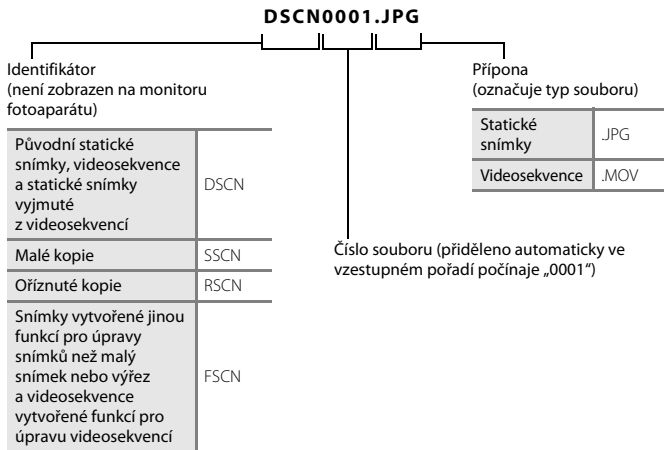 DSCN0001.JPG
Identifikátor
(není zobrazen na monitoru
fotoaparátu)
Původní statické
snímky, videosekvence
a statické snímky
vyjmuté
z videosekvencí
DSCN
Malé kopie
SSCN
Oříznuté kopie
RSCN
Snímky vytvořené jinou
funkcí pro úpravy
snímků než malý
snímek nebo výřez
a videosekvence
vytvořené funkcí pro
úpravu videosekvencí
FSCN
Číslo souboru (přiděleno automaticky ve
vzestupném pořadí počínaje „0001“)
Přípona
(označuje typ souboru)
Statické
snímky
.JPG
Videosekvence
.MOV